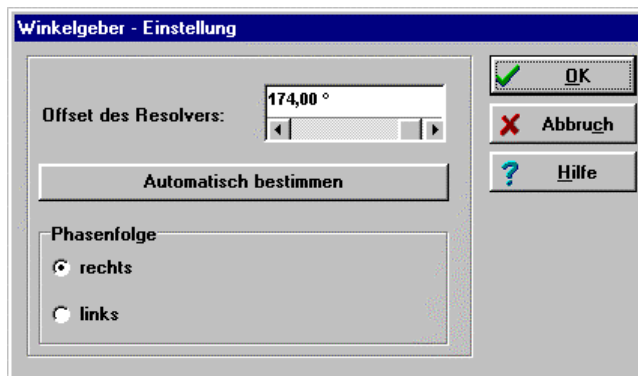 Winkelgeber - Einstellung
Offset des Resolvers:
174,00 °
Automatisch bestimmen
Phasenfolge
rechts
links
OK
Abbruch
Hilfe